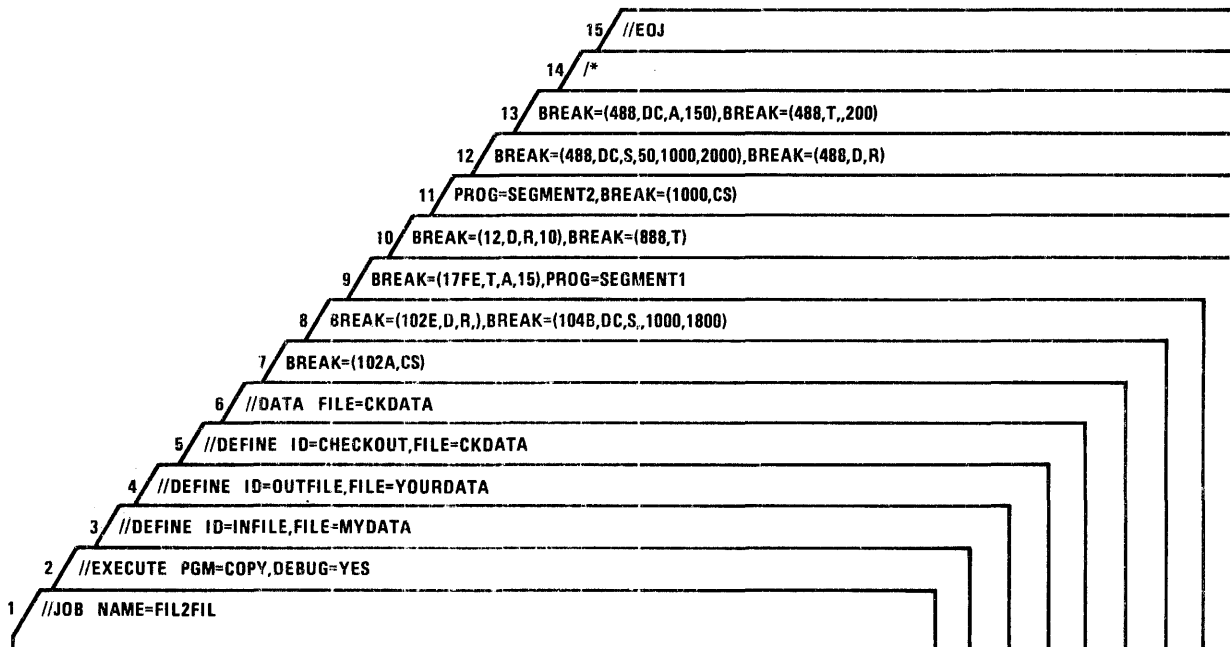 15 //EOJ
14 /*
13 BREAK=(488,DC,A,150),BREAK=(488,T,,200)
12 BREAK=(488,DC,S,50,1000,2000),BREAK=(488,D,R)
11 PROG=SEGMENT2,BREAK=(1000,CS)
10 BREAK=(12,D,R,10),BREAK=(888,T)
9 BREAK=(17FE,T,A,15),PROG=SEGMENT1
8 BREAK=(102E,D,R,),BREAK=(104B,DC,S,,1000,1800)
7 BREAK=(102A,CS)
6 //DATA FILE=CKDATA
5 //DEFINE ID=CHECKOUT,FILE=CKDATA
4 //DEFINE ID=OUTFILE,FILE=YOURDATA
3 //DEFINE ID=INFILE,FILE=MYDATA
2 //EXECUTE PGM=COPY,DEBUG=YES
1 //JOB NAME=FIL2FIL